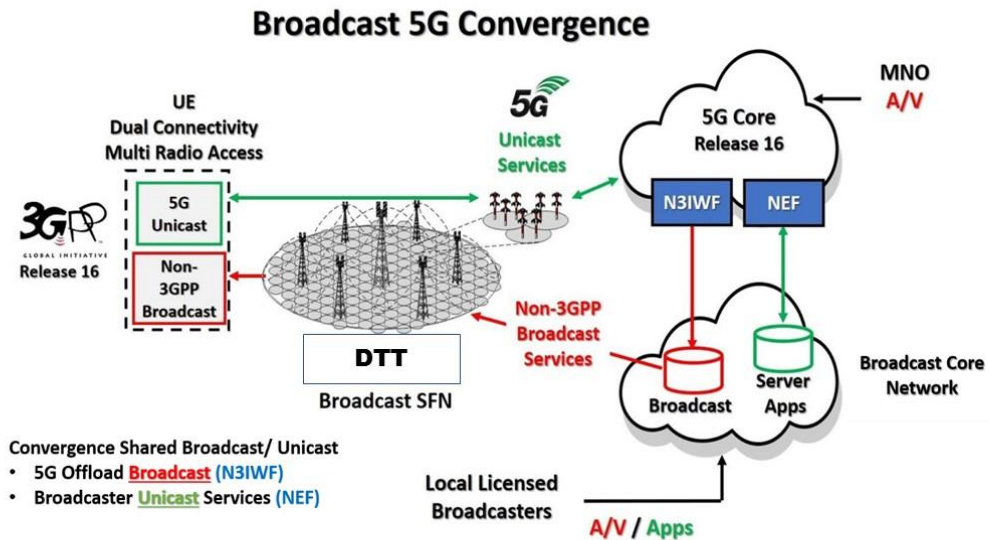 Broadcast 5G Convergence
UE
Dual Connectivity
Multi Radio Access
5G
Unicast
Non-
3GPP
Broadcast
3GPP
GLOBAL INITIATIVE
Release 16
5G
Unicast
Services
5G Core
Release 16
N3IWF
NEF
MNO
A/V
DTT
Broadcast SFN
Non-3GPP
Broadcast
Services
Broadcast
Server
Apps
Broadcast Core
Network
Convergence Shared Broadcast/ Unicast
• 5G Offload Broadcast (N3IWF)
• Broadcaster Unicast Services (NEF)
Local Licensed
Broadcasters
A/V / Apps